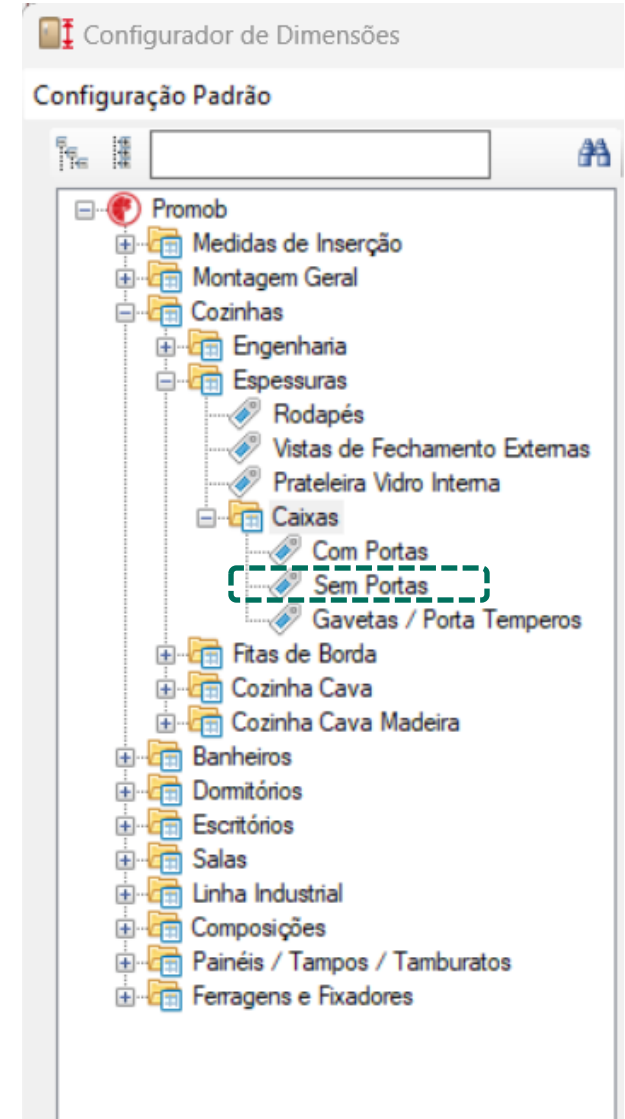 Configurador de Dimensões
Configuração Padrão
Promob
Medidas de Inserção
Montagem Geral
Cozinhas
Engenharia
Espessuras
Rodapés
Vistas de Fechamento Externas
Prateleira Vidro Interna
Caixas
Com Portas
Sem Portas
Gavetas / Porta Temperos
Fitas de Borda
Cozinha Cava
Cozinha Cava Madeira
Banheiros
Dormitórios
Escritórios
Salas
Linha Industrial
Composições
Painéis / Tampos / Tamburatos
Ferragens e Fixadores